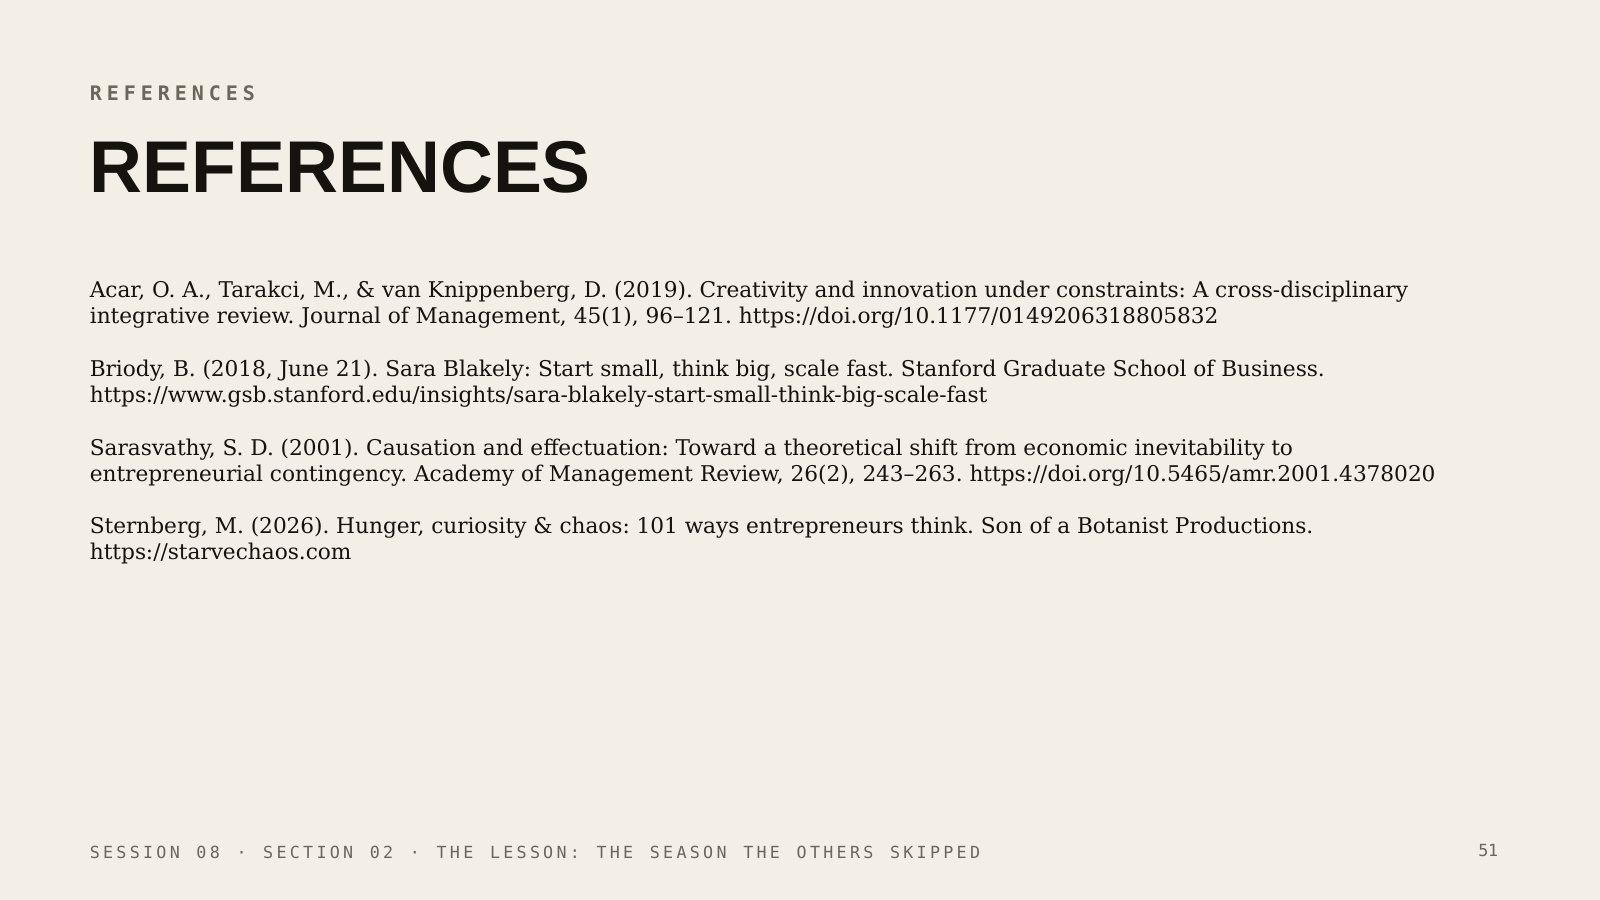 REFERENCES
REFERENCES
Acar, O. A., Tarakci, M., & van Knippenberg, D. (2019). Creativity and innovation under constraints: A cross-disciplinary
integrative review. Journal of Management, 45(1), 96–121. https://doi.org/10.1177/0149206318805832
Briody, B. (2018, June 21). Sara Blakely: Start small, think big, scale fast. Stanford Graduate School of Business.
https://www.gsb.stanford.edu/insights/sara-blakely-start-small-think-big-scale-fast
Sarasvathy, S. D. (2001). Causation and effectuation: Toward a theoretical shift from economic inevitability to
entrepreneurial contingency. Academy of Management Review, 26(2), 243–263. https://doi.org/10.5465/amr.2001.4378020
Sternberg, M. (2026). Hunger, curiosity & chaos: 101 ways entrepreneurs think. Son of a Botanist Productions.
https://starvechaos.com
SESSION 08 · SECTION 02 · THE LESSON: THE SEASON THE OTHERS SKIPPED
51